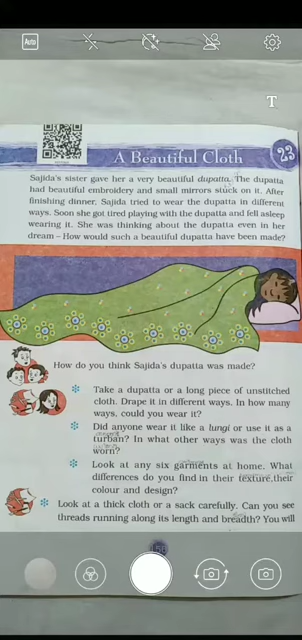 Auto
T
A Beautiful Cloth
23
Sajida's sister gave her a very beautiful dupatta. The dupatta
had beautiful embroidery and small mirrors stuck on it. After
finishing dinner, Sajida tried to wear the dupatta in different
ways. Soon she got tired playing with the dupatta and fell asleep
wearing it. She was thinking about the dupatta even in her
dream – How would such a beautiful dupatta have been made?
How do you think Sajida's dupatta was made?
Take a dupatta or a long piece of unstitched
cloth. Drape it in different ways. In how many
ways, could you wear it?
Did anyone wear it like a lungi or use it as a
turban? In what other ways was the cloth
worn?
Look at any six garments at home. What
differences do you find in their texture,their
colour and design?
Look at a thick cloth or a sack carefully. Can you see
threads running along its length and breadth? You will